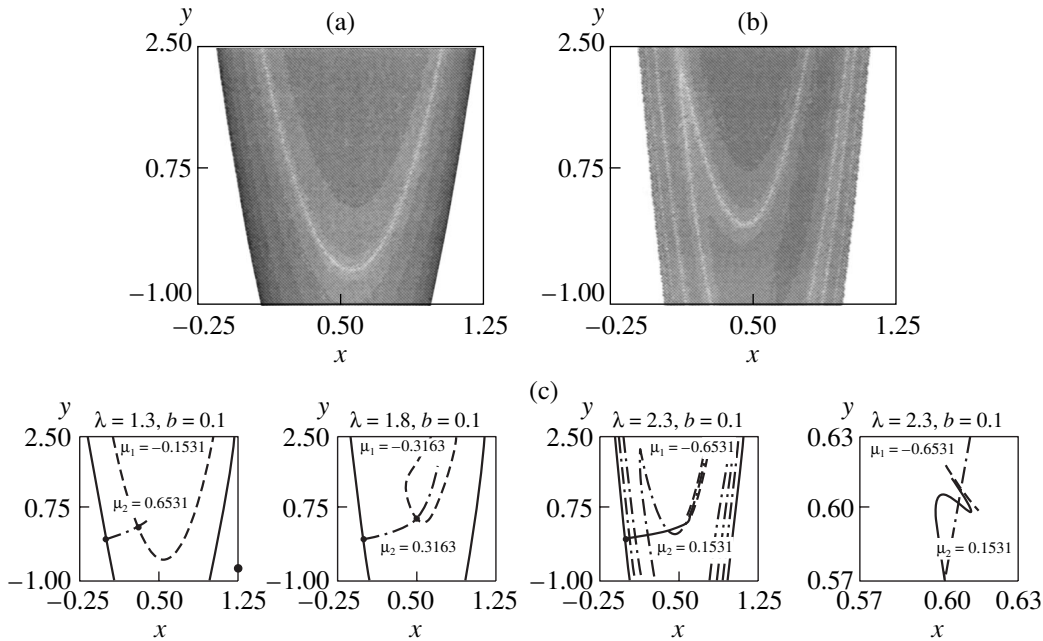 (a)
(b)
y
2.50
0.75
−1.00
−0.25
0.50
1.25
x
y
2.50
0.75
−1.00
−0.25
0.50
1.25
x
(c)
y
λ = 1.3, b = 0.1
2.50
μ1 = −0.1531
0.75
μ2 = 0.6531
−1.00
−0.25
0.50
1.25
x
y
λ = 1.8, b = 0.1
2.50
μ1 = −0.3163
0.75
μ2 = 0.3163
−1.00
−0.25
0.50
1.25
x
y
λ = 2.3, b = 0.1
2.50
μ1 = −0.6531
0.75
μ2 = 0.1531
−1.00
−0.25
0.50
1.25
x
y
λ = 2.3, b = 0.1
0.63
μ1 = −0.6531
0.60
μ2 = 0.1531
0.57
0.57
0.60
0.63
x